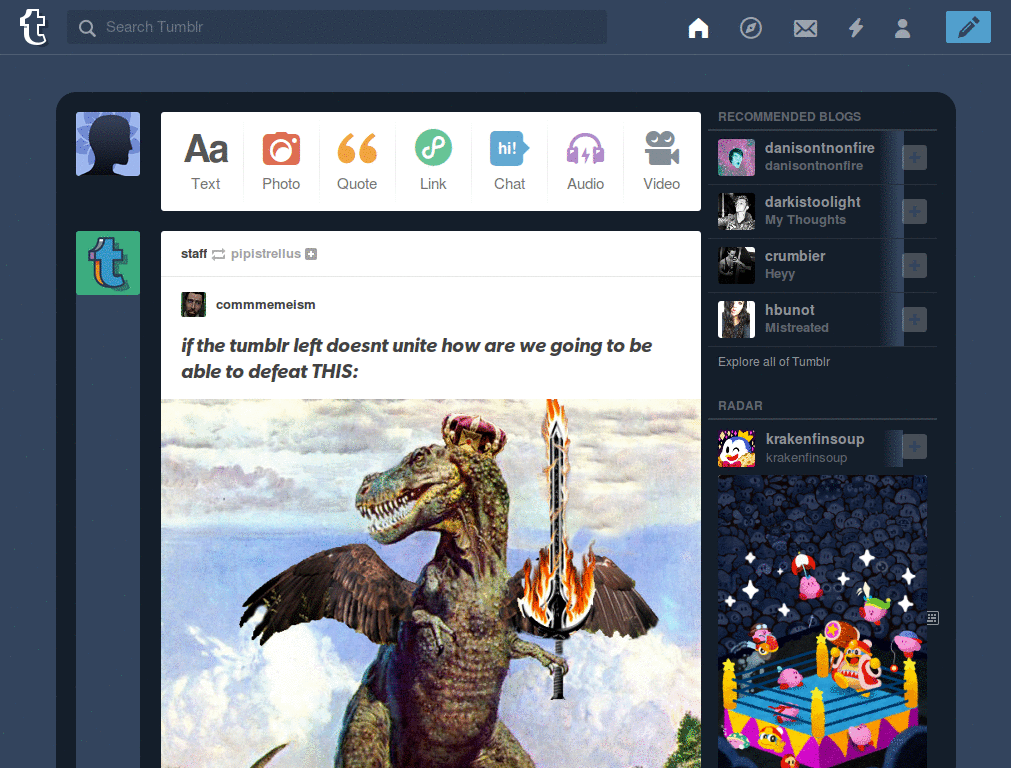 Search Tumblr
Aa
Text
Photo
Quote
Link
hi!
Chat
Audio
Video
staff pipistrellus
commmemeism
if the tumblr left doesnt unite how are we going to be
able to defeat THIS:
RECOMMENDED BLOGS
danisontnonfire
danisontnonfire
darkistoolight
My Thoughts
crumbier
Heyy
hbunot
Mistreated
Explore all of Tumblr
RADAR
krakenfinsoup
krakenfinsoup